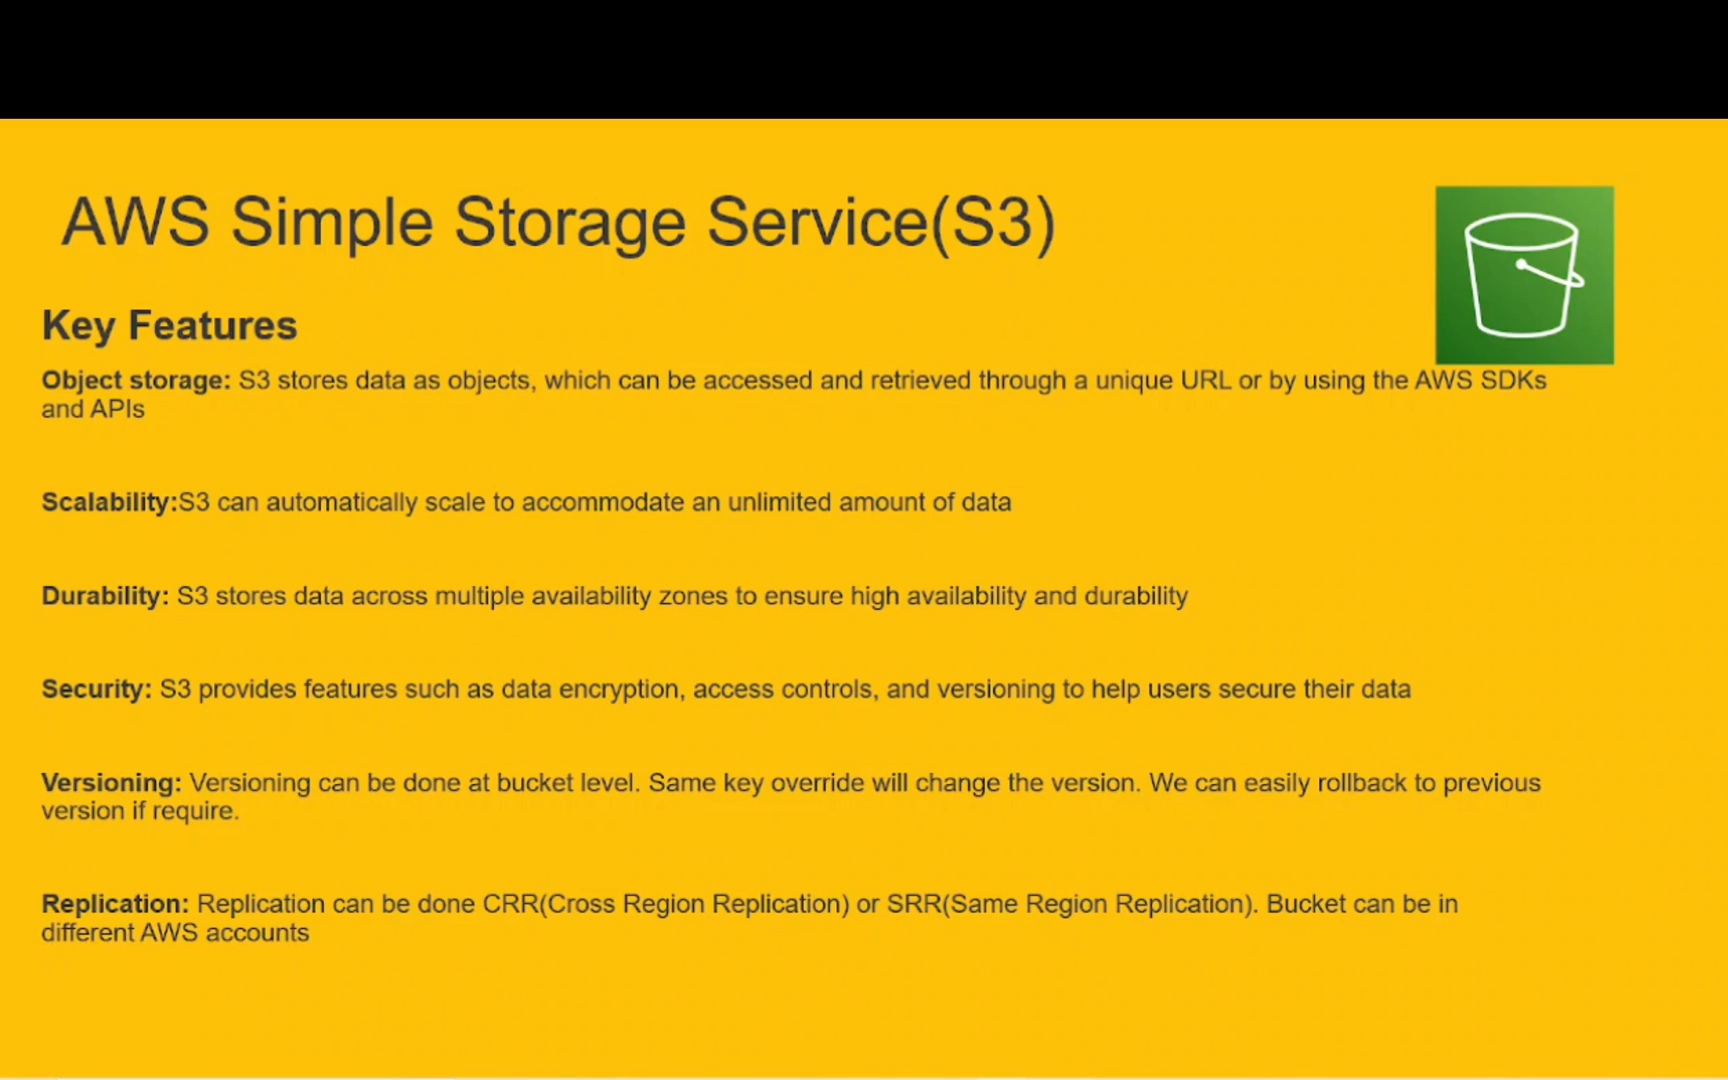 AWS Simple Storage Service(S3)
Key Features
Object storage: S3 stores data as objects, which can be accessed and retrieved through a unique URL or by using the AWS SDKs
and APIs
Scalability:S3 can automatically scale to accommodate an unlimited amount of data
Durability: S3 stores data across multiple availability zones to ensure high availability and durability
Security: S3 provides features such as data encryption, access controls, and versioning to help users secure their data
Versioning: Versioning can be done at bucket level. Same key override will change the version. We can easily rollback to previous
version if require.
Replication: Replication can be done CRR(Cross Region Replication) or SRR(Same Region Replication). Bucket can be in
different AWS accounts